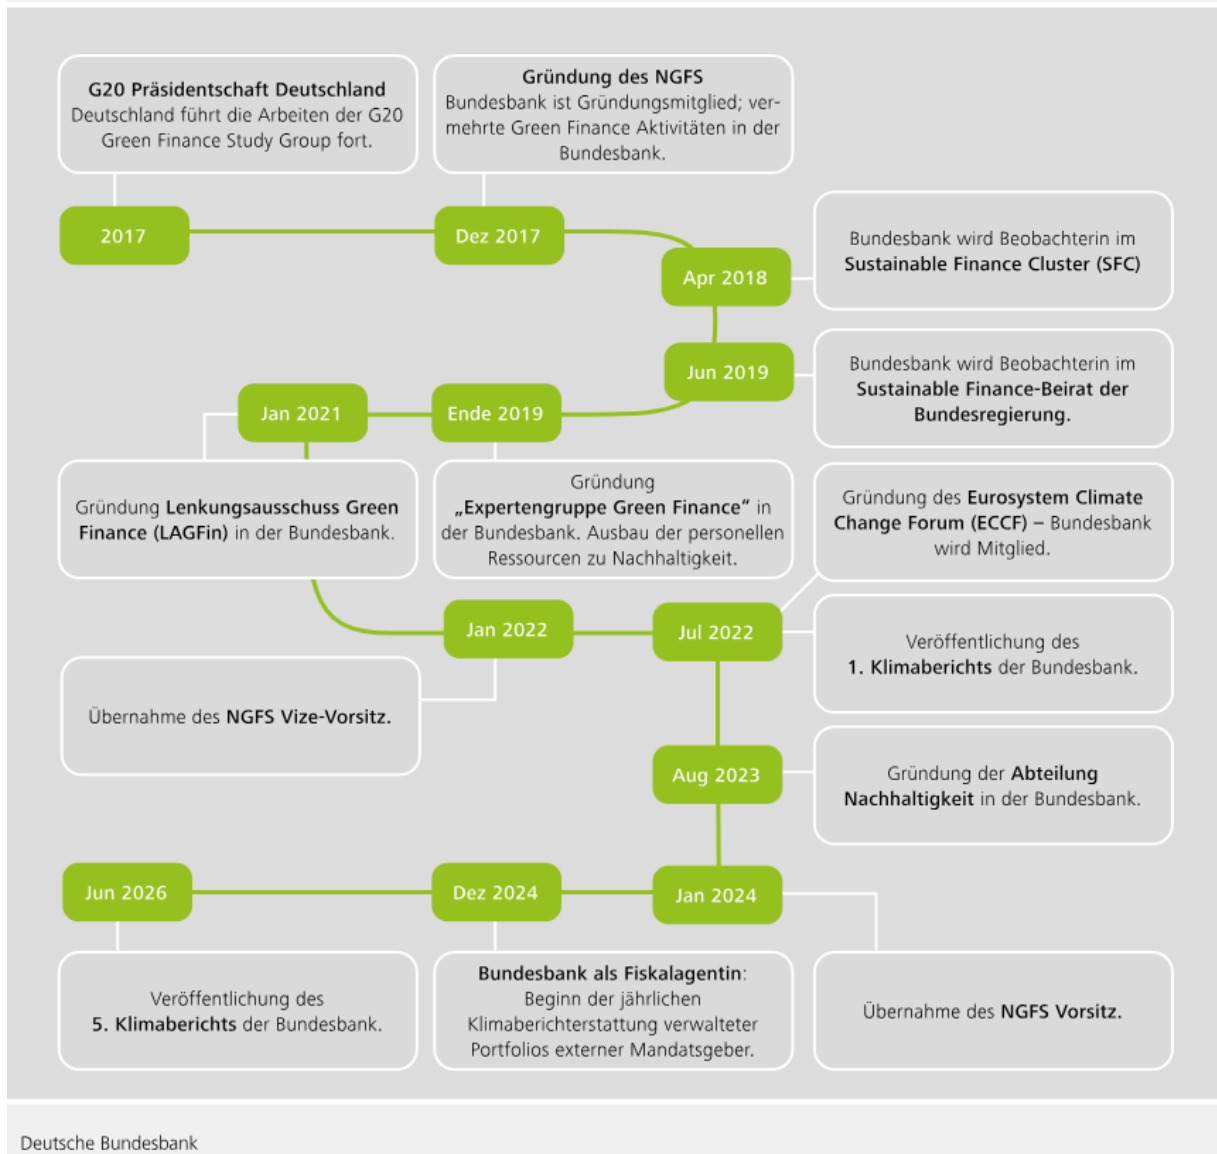 G20 Präsidentschaft Deutschland
Deutschland führt die Arbeiten der G20
Green Finance Study Group fort.
Gründung des NGFS
Bundesbank ist Gründungsmitglied; ver-
mehrte Green Finance Aktivitäten in der
Bundesbank.
2017
Dez 2017
Apr 2018
Bundesbank wird Beobachterin im
Sustainable Finance Cluster (SFC)
Jun 2019
Bundesbank wird Beobachterin im
Sustainable Finance-Beirat der
Bundesregierung.
Ende 2019
Gründung
„Expertengruppe Green Finance“ in
der Bundesbank. Ausbau der personellen
Ressourcen zu Nachhaltigkeit.
Jan 2021
Gründung Lenkungsausschuss Green
Finance (LAGFin) in der Bundesbank.
Jan 2022
Übernahme des NGFS Vize-Vorsitz.
Jul 2022
Gründung des Eurosystem Climate
Change Forum (ECCF) – Bundesbank
wird Mitglied.
Veröffentlichung des
1. Klimaberichts der Bundesbank.
Aug 2023
Gründung der Abteilung
Nachhaltigkeit in der Bundesbank.
Jan 2024
Übernahme des NGFS Vorsitz.
Dez 2024
Bundesbank als Fiskalagentin:
Beginn der jährlichen
Klimaberichterstattung verwalteter
Portfolios externer Mandatsgeber.
Jun 2026
Veröffentlichung des
5. Klimaberichts der Bundesbank.
Deutsche Bundesbank